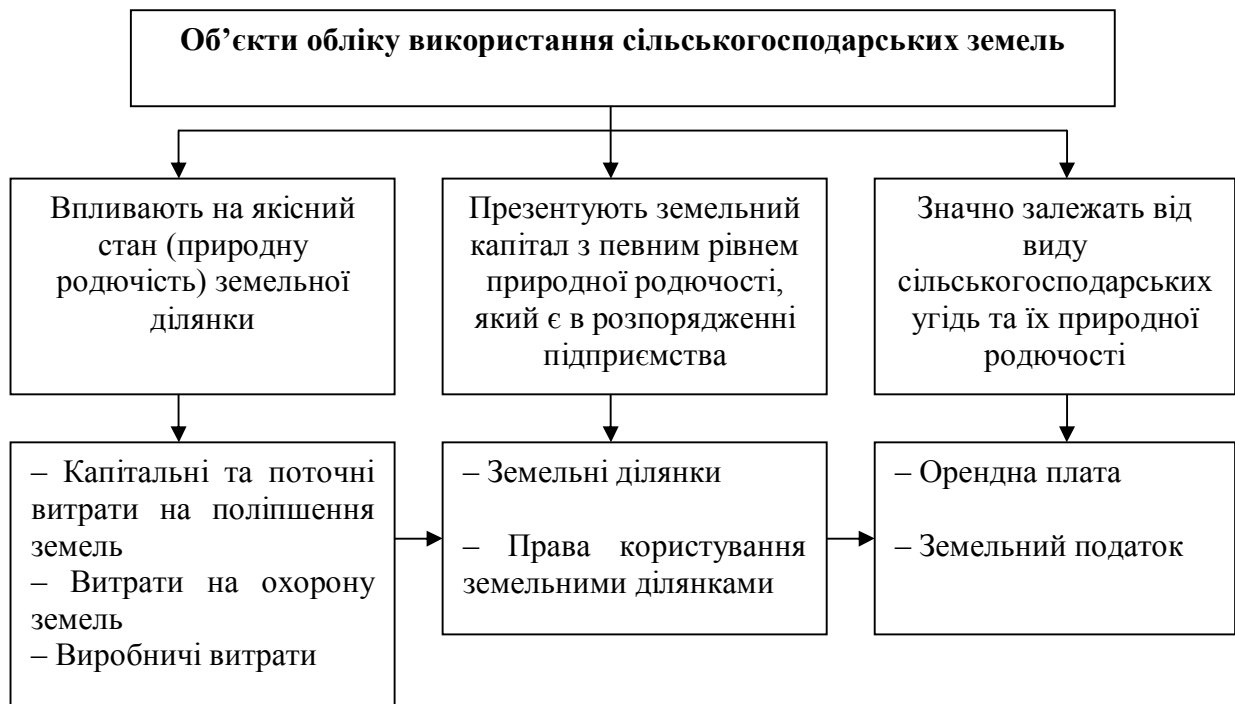 Об’єкти обліку використання сільськогосподарських земель
Впливають на якісний
стан (природну
родючість) земельної
ділянки
Презентують земельний
капітал з певним рівнем
природної родючості,
який є в розпорядженні
підприємства
Значно залежать від
виду
сільськогосподарських
угідь та їх природної
родючості
– Капітальні та поточні
витрати на поліпшення
земель
– Витрати на охорону
земель
– Виробничі витрати
– Земельні ділянки
– Права користування
земельними ділянками
– Орендна плата
– Земельний податок